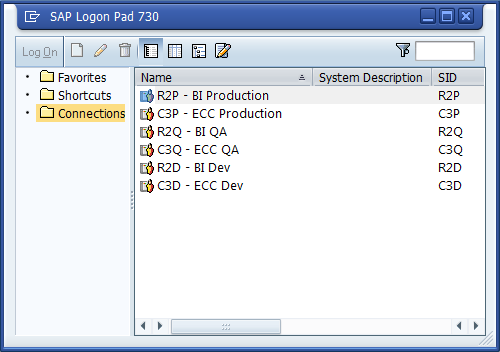 SAP Logon Pad 730
Log On
Favorites
Shortcuts
Connections
Name System Description SID
R2P - BI Production R2P
C3P - ECC Production C3P
R2Q - BI QA R2Q
C3Q - ECC QA C3Q
R2D - BI Dev R2D
C3D - ECC Dev C3D